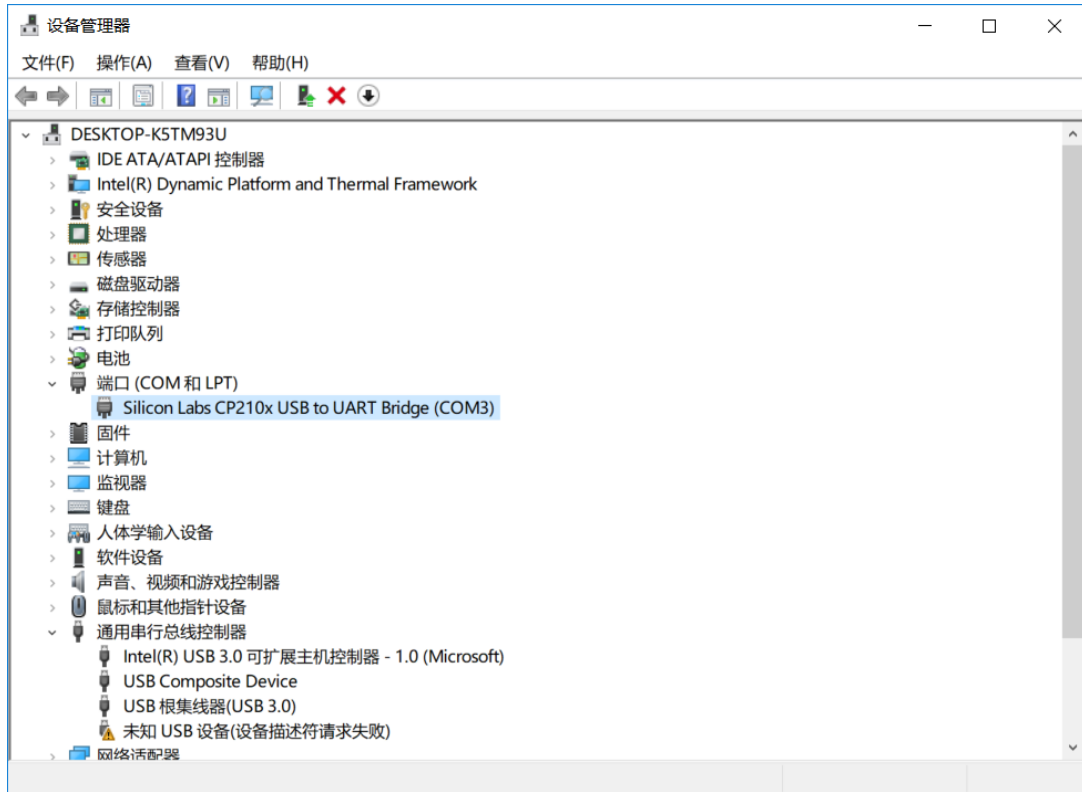 设备管理器
文件(F) 操作(A) 查看(V) 帮助(H)
DESKTOP-K5TM93U
IDE ATA/ATAPI 控制器
Intel(R) Dynamic Platform and Thermal Framework
安全设备
处理器
传感器
磁盘驱动器
存储控制器
打印队列
电池
端口 (COM 和 LPT)
Silicon Labs CP210x USB to UART Bridge (COM3)
固件
计算机
监视器
键盘
人体学输入设备
软件设备
声音、视频和游戏控制器
鼠标和其他指针设备
通用串行总线控制器
Intel(R) USB 3.0 可扩展主机控制器 - 1.0 (Microsoft)
USB Composite Device
USB 根集线器(USB 3.0)
未知 USB 设备(设备描述符请求失败)
网络适配器